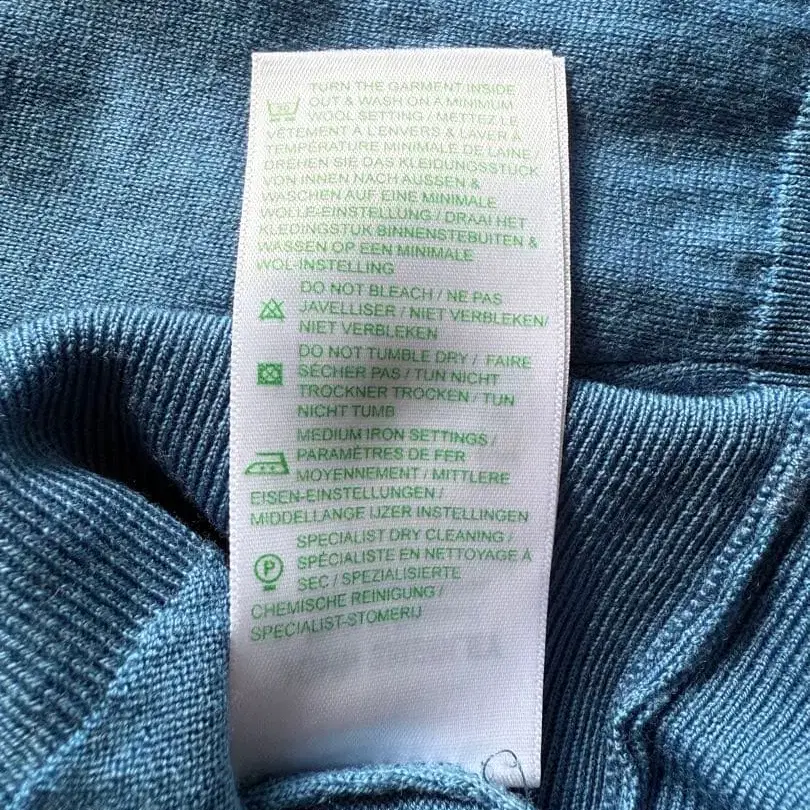 30
TURN THE GARMENT INSIDE
OUT & WASH ON A MINIMUM
WOOL SETTING / METTEZ LE
VÊTEMENT À L'ENVERS & LAVER À
TEMPÉRATURE MINIMALE DE LAINE /
DREHEN SIE DAS KLEIDUNGSSTÜCK
VON INNEN NACH AUSSEN &
WASCHEN AUF EINE MINIMALE
WOLLE-EINSTELLUNG / DRAAI HET
KLEDINGSTUK BINNENSTEBUITEN &
WASSEN OP EEN MINIMALE
WOL-INSTELLING
DO NOT BLEACH / NE PAS
JAVELLISER / NIET VERBLEKEN/
NIET VERBLEKEN
DO NOT TUMBLE DRY / FAIRE
SÉCHER PAS / TUN NICHT
TROCKNER TROCKEN / TUN
NICHT TUMB
MEDIUM IRON SETTINGS /
PARAMÈTRES DE FER
MOYENNEMENT / MITTLERE
EISEN-EINSTELLUNGEN /
MIDDELLANGE IJZER INSTELLINGEN
P
SPECIALIST DRY CLEANING /
SPÉCIALISTE EN NETTOYAGE À
SEC / SPEZIALISIERTE
CHEMISCHE REINIGUNG /
SPECIALIST-STOMERIJ